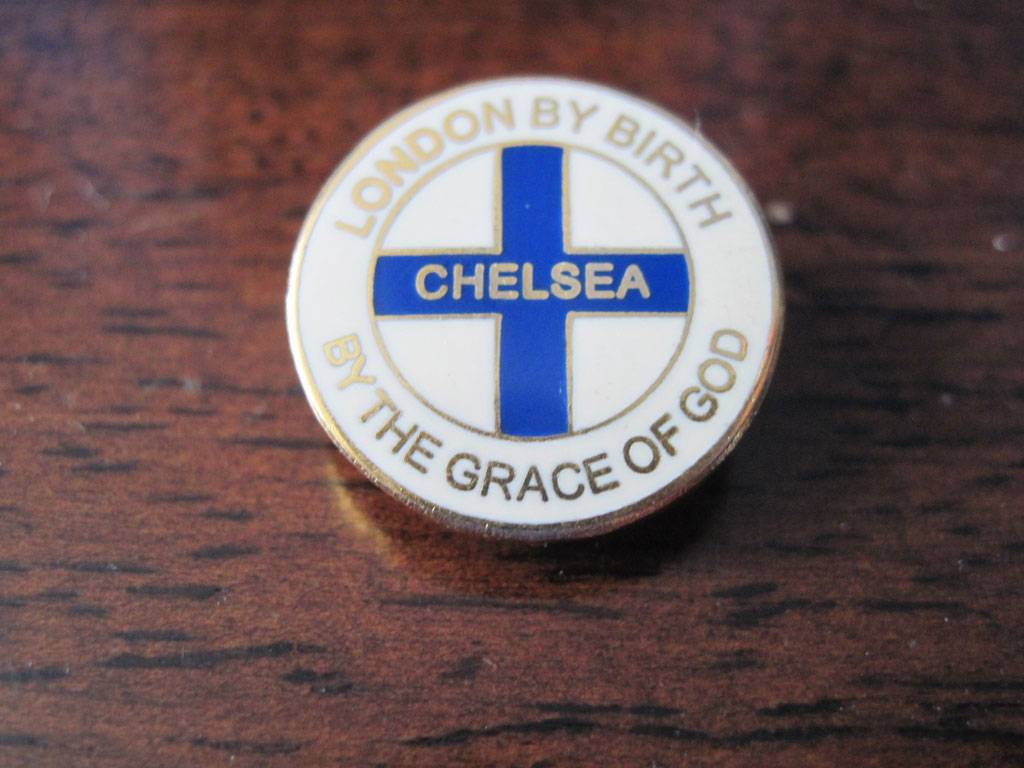 LONDON BY BIRTH
CHELSEA
BY THE GRACE OF GOD